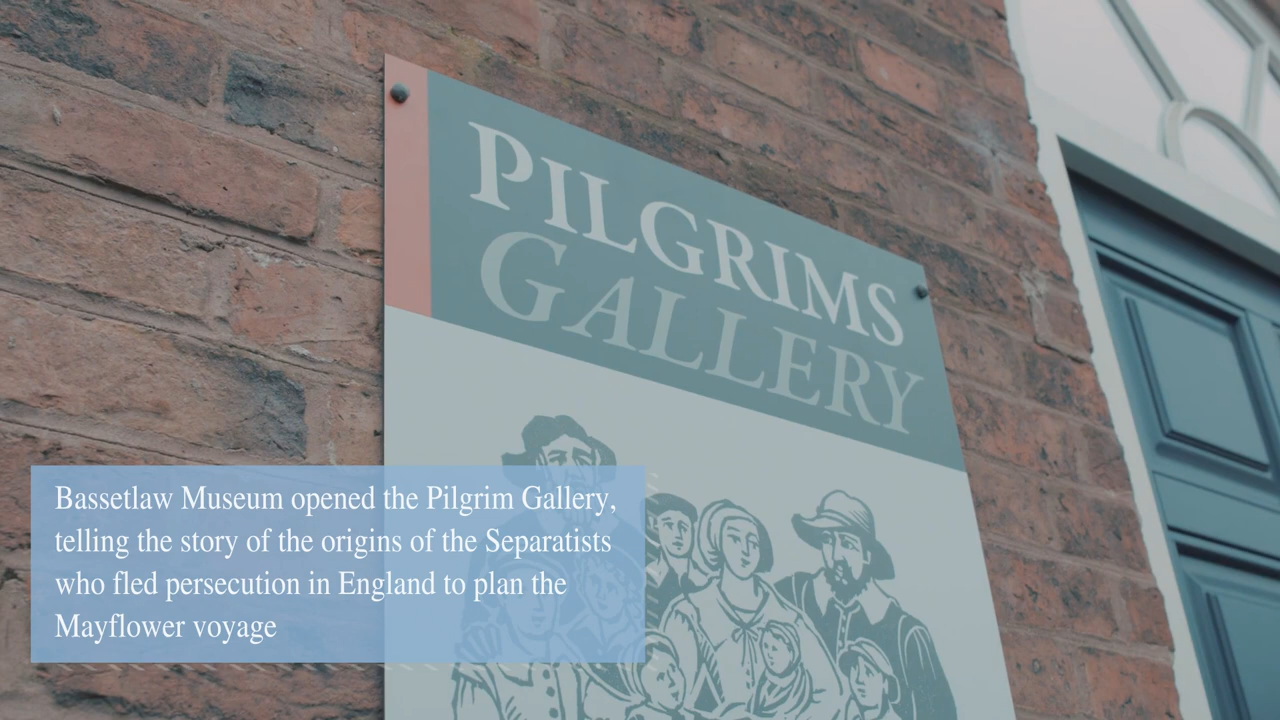 PILGRIMS
GALLERY
Bassetlaw Museum opened the Pilgrim Gallery,
telling the story of the origins of the Separatists
who fled persecution in England to plan the
Mayflower voyage